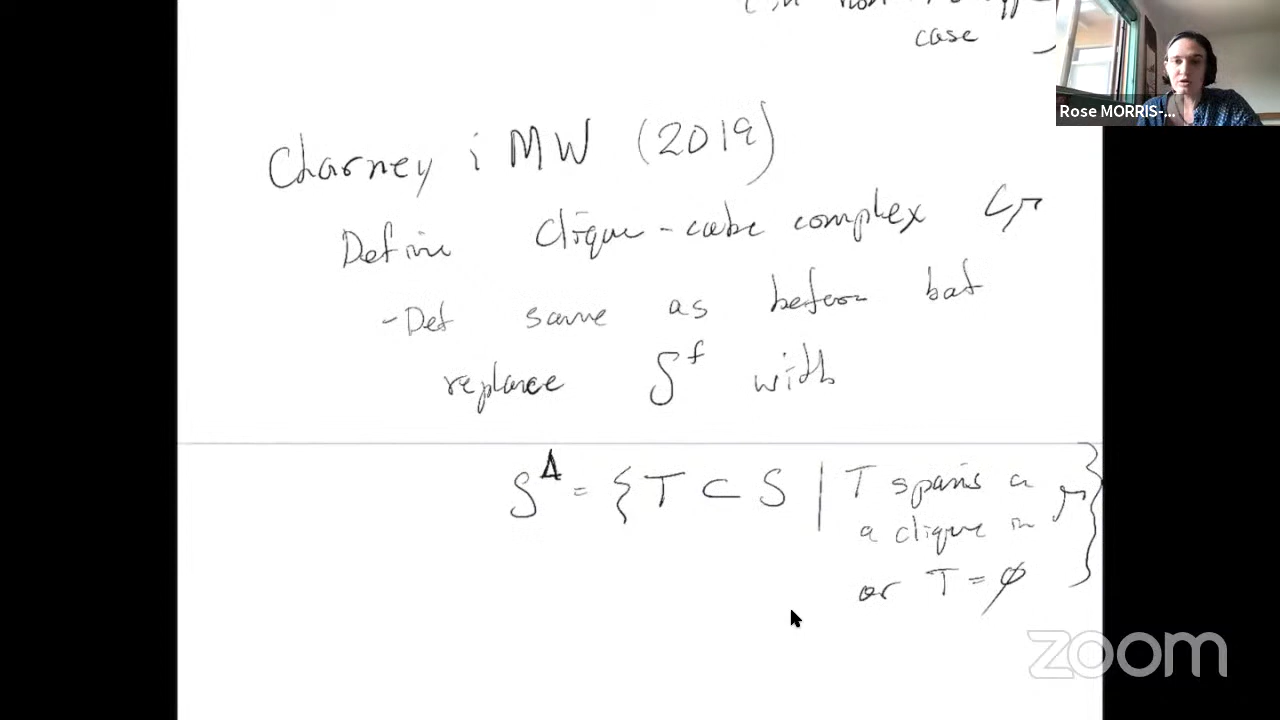 case
Rose MORRIS-...
Charney & MW (2019)
Define Clique-cube complex C_Γ
- Def same as before but
replace S^f with
S^Δ = { T ⊂ S | T spans a
a clique in Γ
or T = ∅ }
zoom